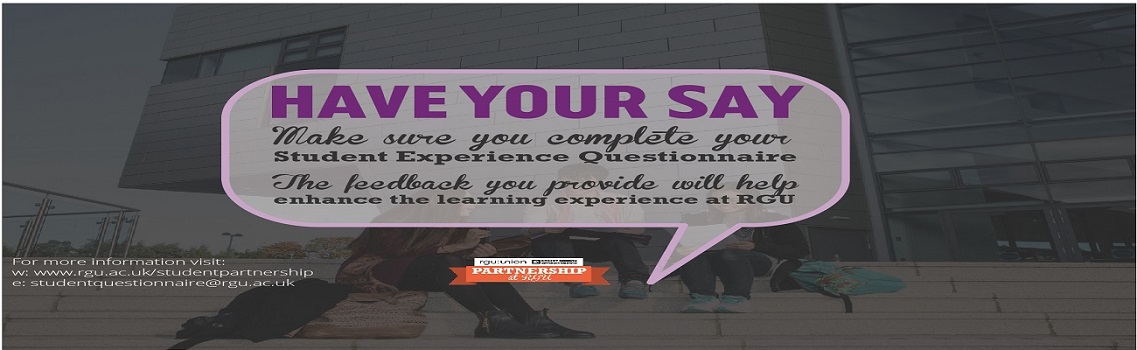 HAVE YOUR SAY
Make sure you complete your
Student Experience Questionnaire
The feedback you provide will help
enhance the learning experience at RGU
For more information visit:
w: www.rgu.ac.uk/studentpartnership
e: studentquestionnaire@rgu.ac.uk
rgu:union
PARTNERSHIP
at RGU